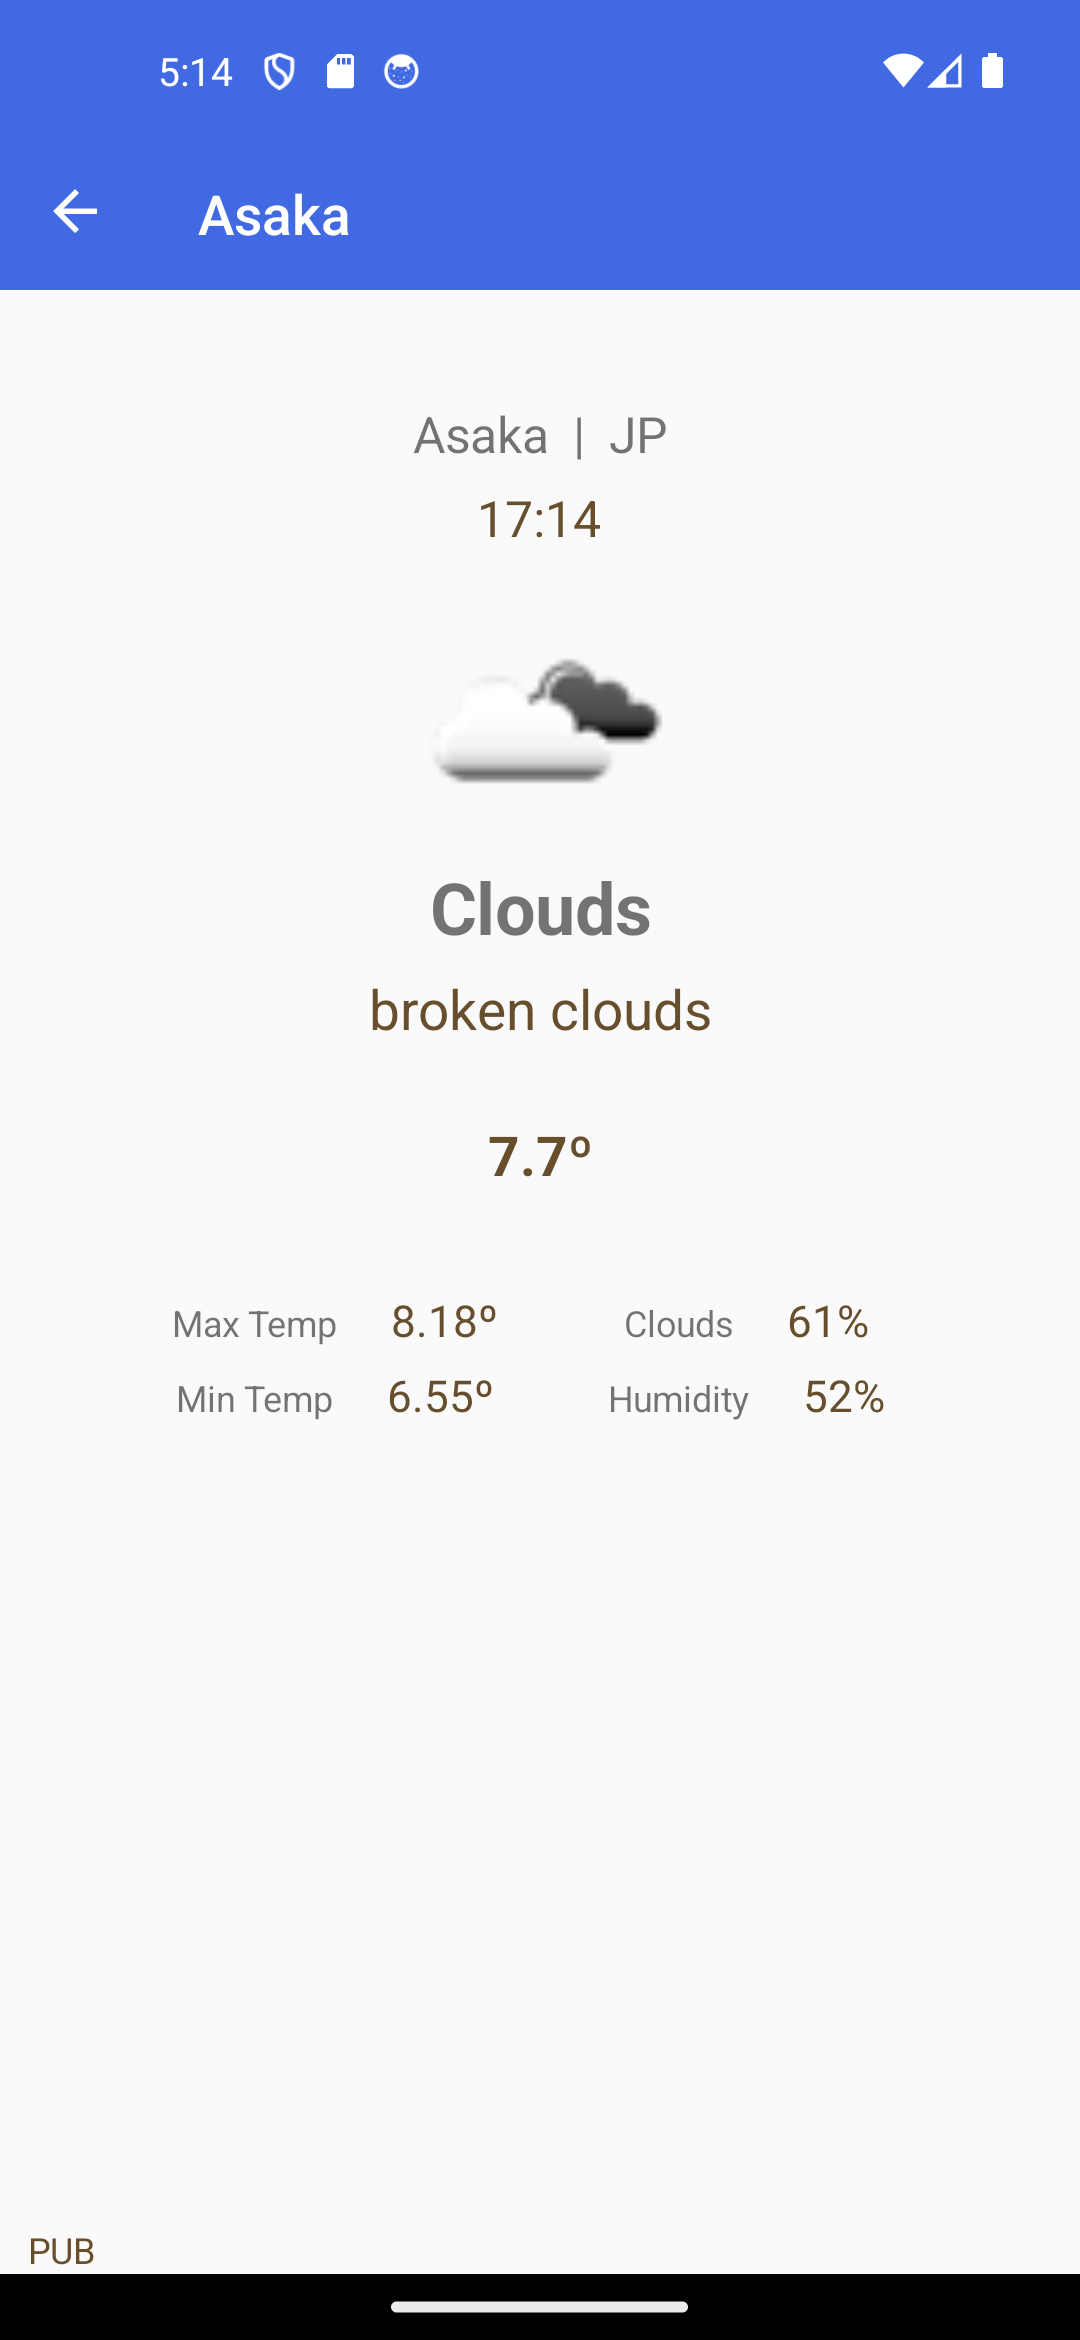 5:14
Asaka
Asaka | JP
17:14
Clouds
broken clouds
7.7º
Max Temp 8.18º Clouds 61%
Min Temp 6.55º Humidity 52%
PUB